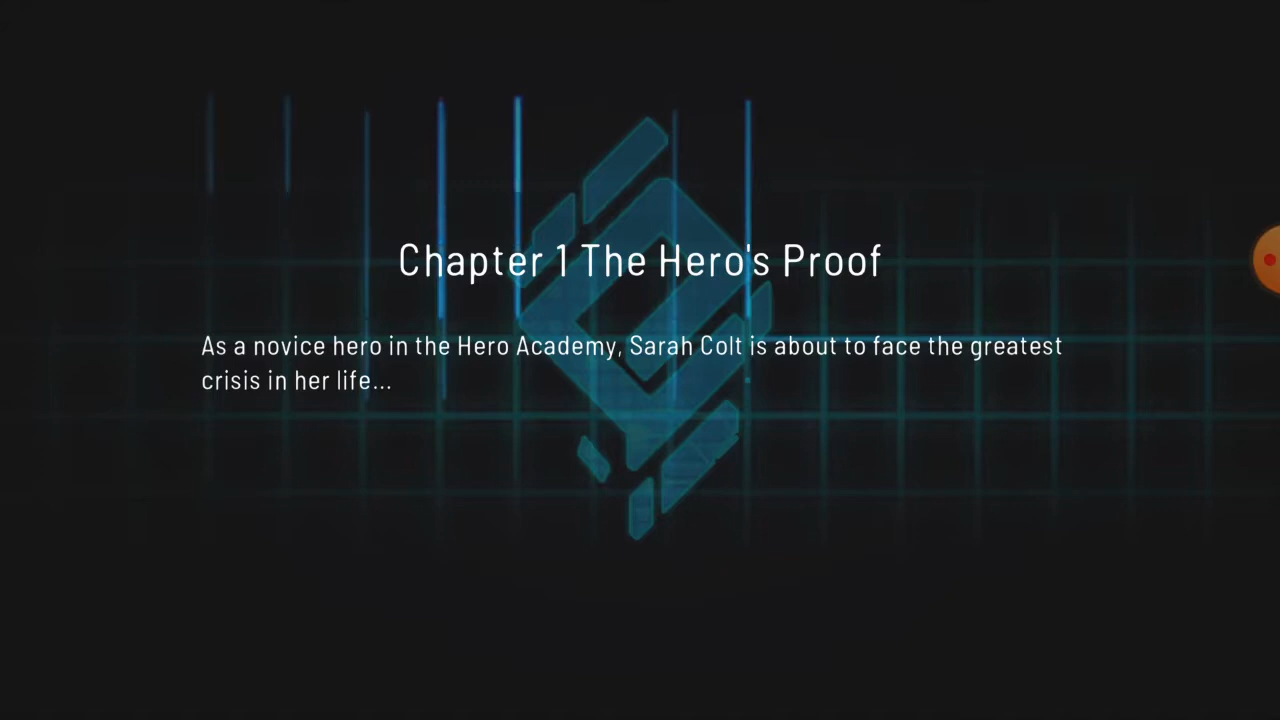 Chapter 1 The Hero's Proof
As a novice hero in the Hero Academy, Sarah Colt is about to face the greatest
crisis in her life...